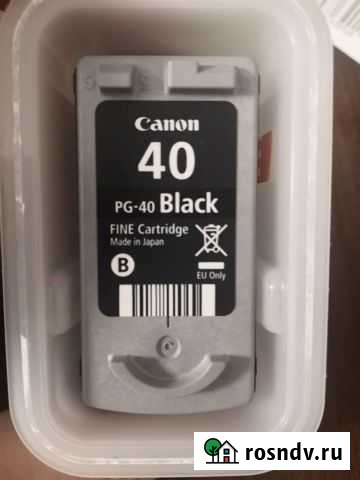 Canon
40
PG-40 Black
FINE Cartridge
Made in Japan
B
EU Only
rosndv.ru